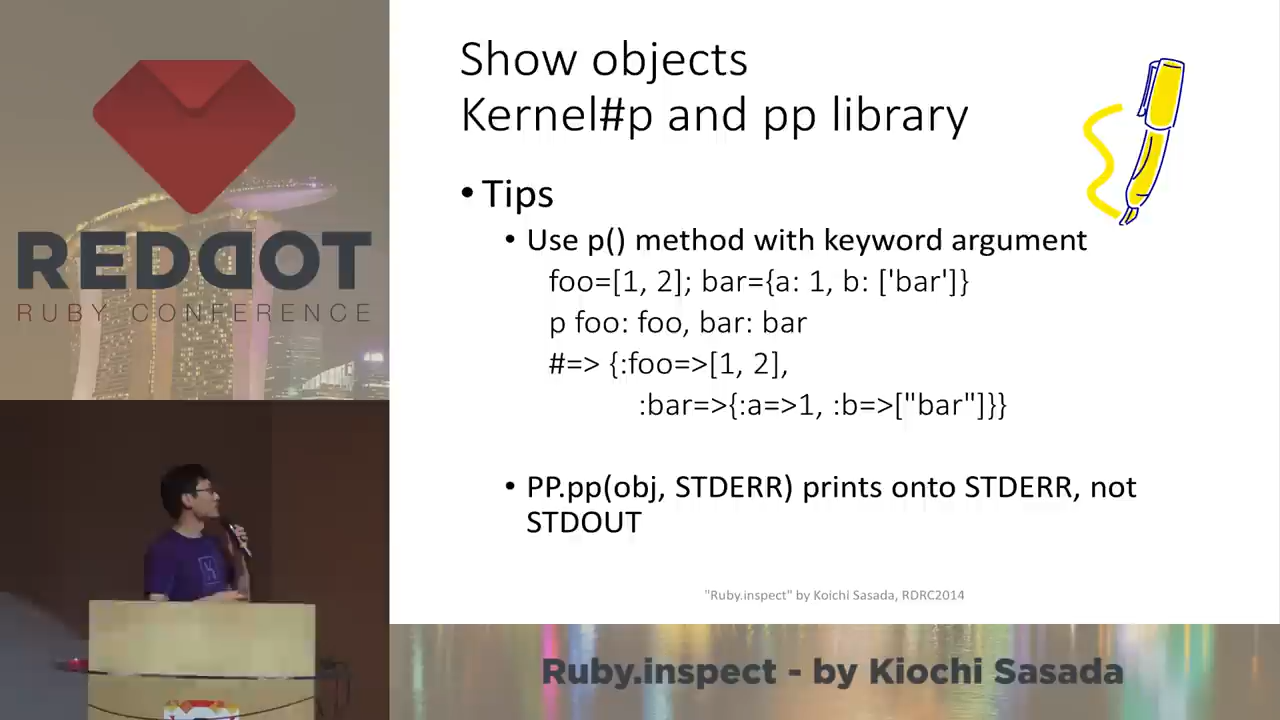 REDDOT
RUBY CONFERENCE
Show objects
Kernel#p and pp library
• Tips
• Use p() method with keyword argument
foo=[1, 2]; bar={a: 1, b: ['bar']}
p foo: foo, bar: bar
#=> {:foo=>[1, 2],
:bar=>{:a=>1, :b=>["bar"]}}
• PP.pp(obj, STDERR) prints onto STDERR, not
STDOUT
"Ruby.inspect" by Koichi Sasada, RDRC2014
Ruby.inspect - by Kiochi Sasada